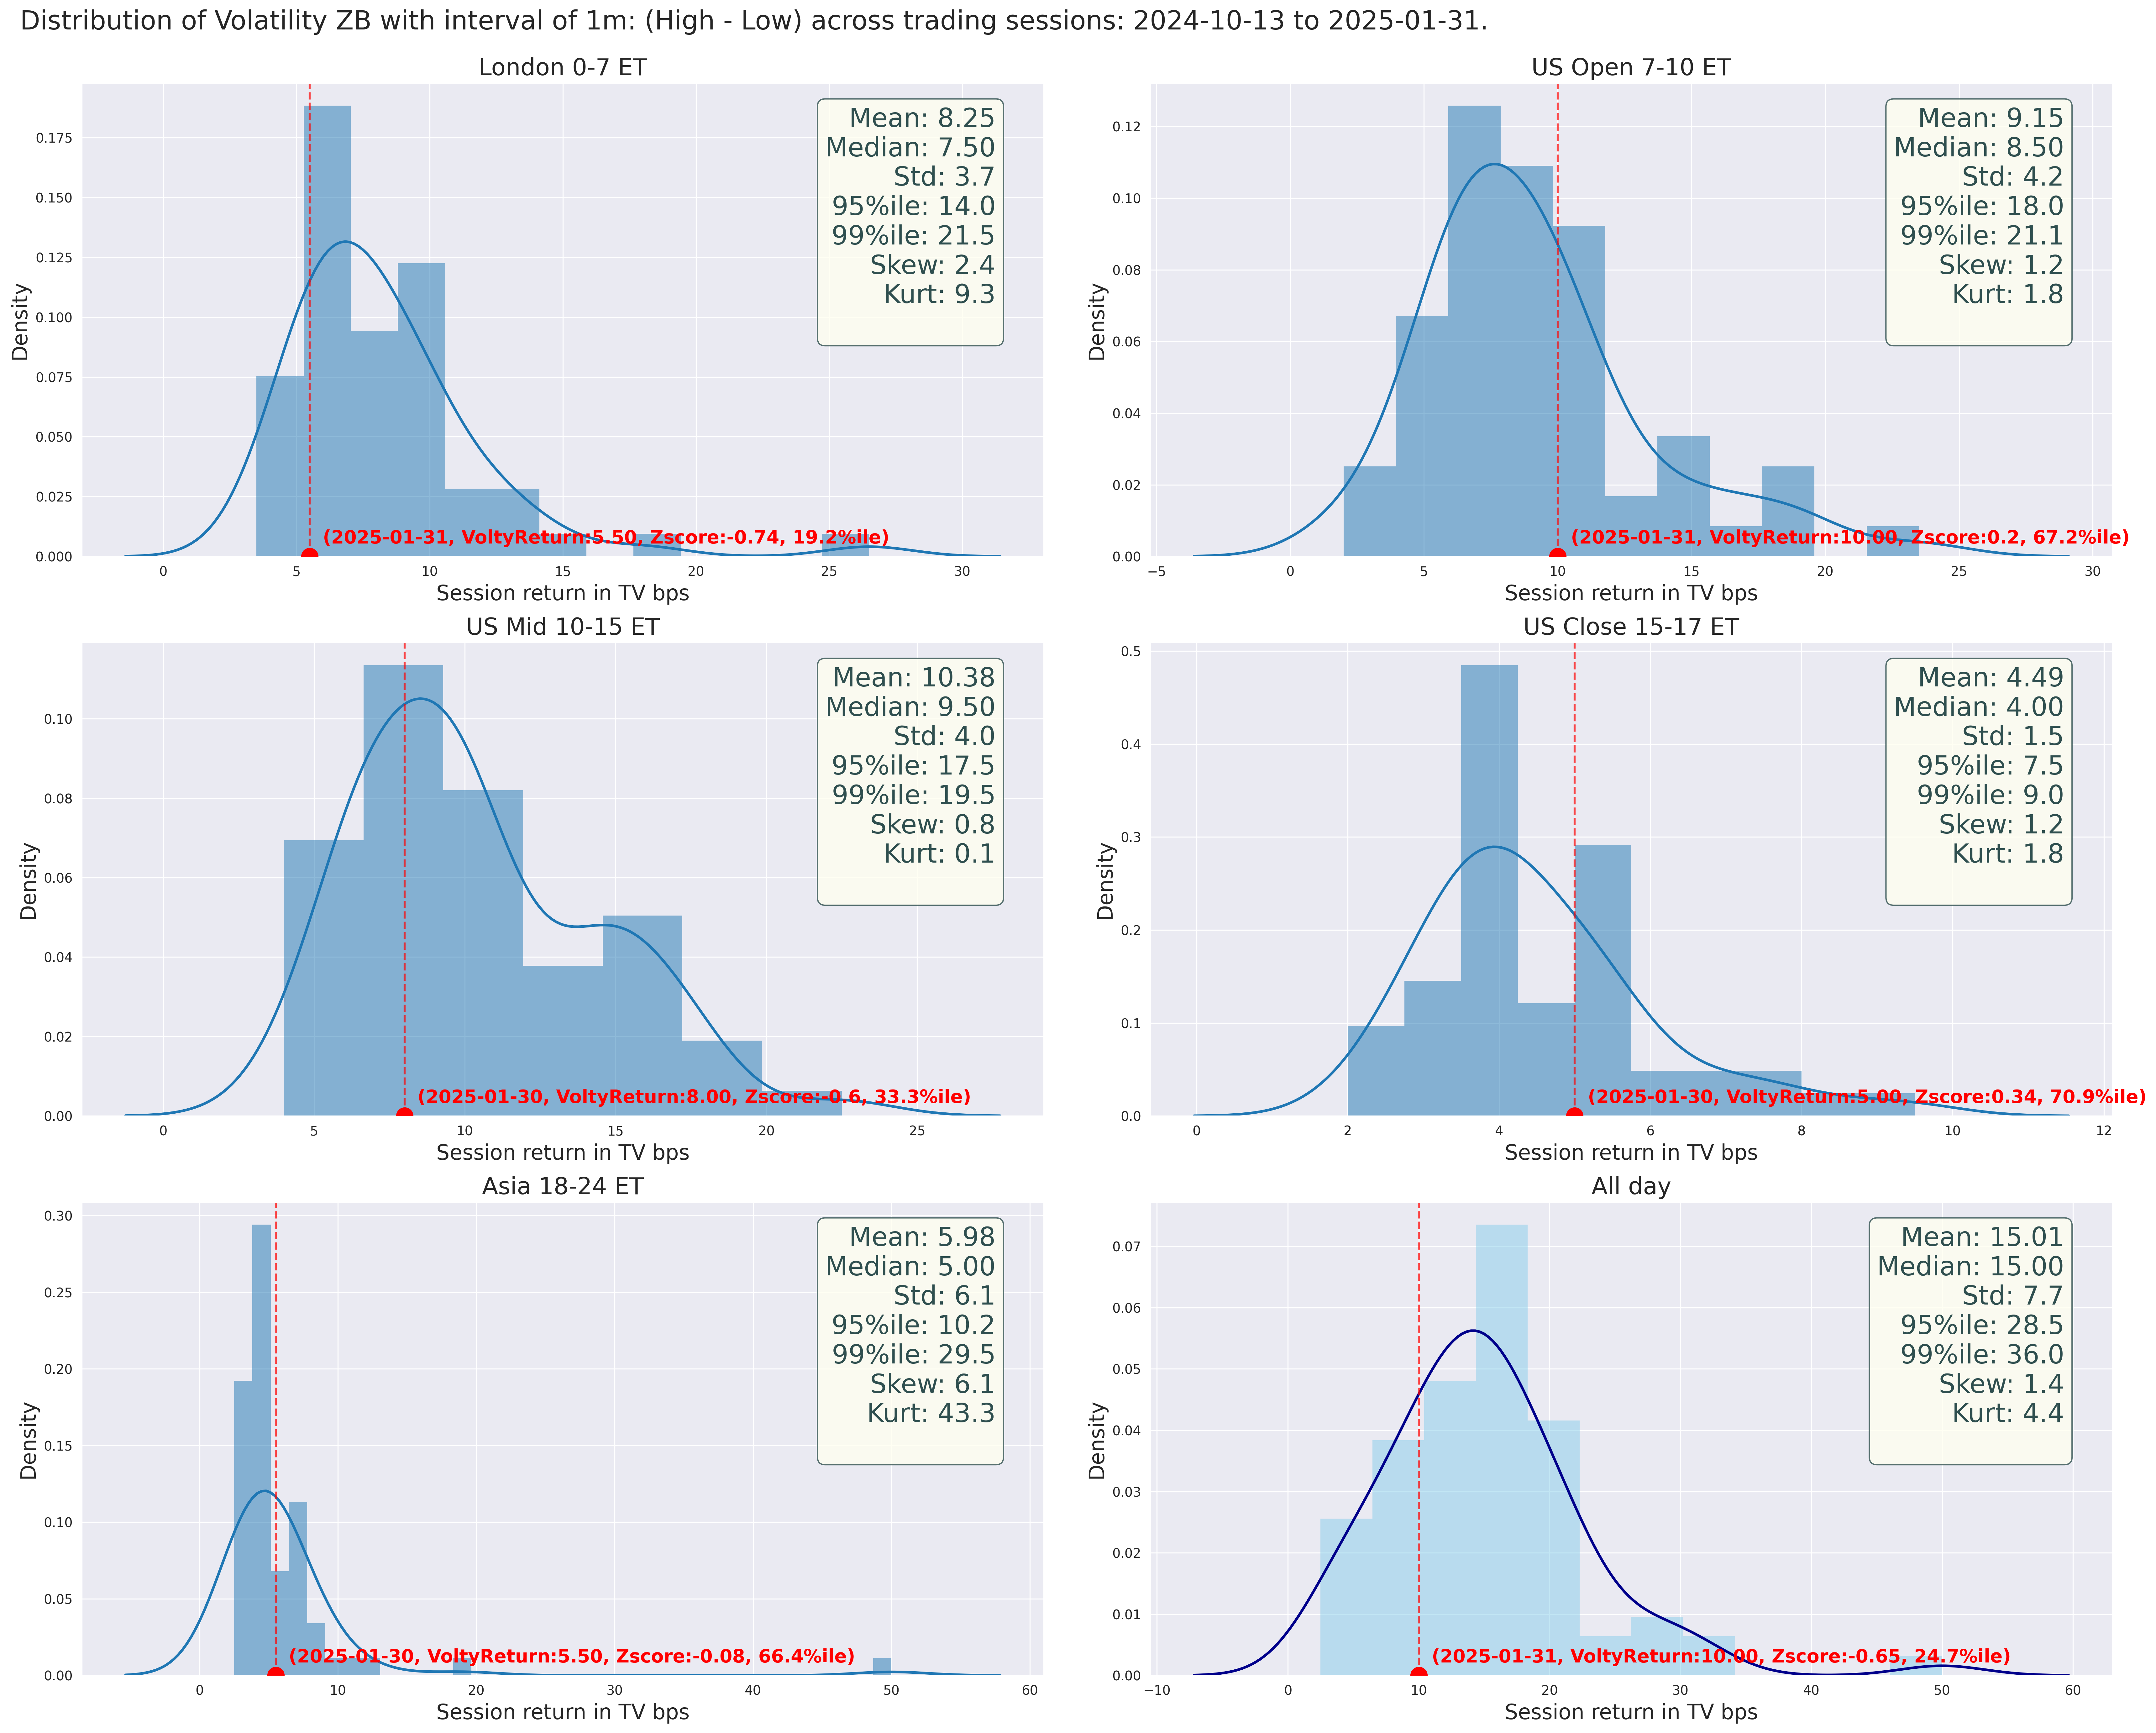 Distribution of Volatility ZB with interval of 1m: (High - Low) across trading sessions: 2024-10-13 to 2025-01-31.
London 0-7 ET
Density
0.175
0.150
0.125
0.100
0.075
0.050
0.025
0.000
Mean: 8.25
Median: 7.50
Std: 3.7
95%ile: 14.0
99%ile: 21.5
Skew: 2.4
Kurt: 9.3
(2025-01-31, VoltyReturn:5.50, Zscore:-0.74, 19.2%ile)
0 5 10 15 20 25 30
Session return in TV bps
US Open 7-10 ET
Density
0.12
0.10
0.08
0.06
0.04
0.02
0.00
Mean: 9.15
Median: 8.50
Std: 4.2
95%ile: 18.0
99%ile: 21.1
Skew: 1.2
Kurt: 1.8
(2025-01-31, VoltyReturn:10.00, Zscore:0.2, 67.2%ile)
−5 0 5 10 15 20 25 30
Session return in TV bps
US Mid 10-15 ET
Density
0.10
0.08
0.06
0.04
0.02
0.00
Mean: 10.38
Median: 9.50
Std: 4.0
95%ile: 17.5
99%ile: 19.5
Skew: 0.8
Kurt: 0.1
(2025-01-30, VoltyReturn:8.00, Zscore:-0.6, 33.3%ile)
0 5 10 15 20 25
Session return in TV bps
US Close 15-17 ET
Density
0.5
0.4
0.3
0.2
0.1
0.0
Mean: 4.49
Median: 4.00
Std: 1.5
95%ile: 7.5
99%ile: 9.0
Skew: 1.2
Kurt: 1.8
(2025-01-30, VoltyReturn:5.00, Zscore:0.34, 70.9%ile)
0 2 4 6 8 10 12
Session return in TV bps
Asia 18-24 ET
Density
0.30
0.25
0.20
0.15
0.10
0.05
0.00
Mean: 5.98
Median: 5.00
Std: 6.1
95%ile: 10.2
99%ile: 29.5
Skew: 6.1
Kurt: 43.3
(2025-01-30, VoltyReturn:5.50, Zscore:-0.08, 66.4%ile)
0 10 20 30 40 50 60
Session return in TV bps
All day
Density
0.07
0.06
0.05
0.04
0.03
0.02
0.01
0.00
Mean: 15.01
Median: 15.00
Std: 7.7
95%ile: 28.5
99%ile: 36.0
Skew: 1.4
Kurt: 4.4
(2025-01-31, VoltyReturn:10.00, Zscore:-0.65, 24.7%ile)
−10 0 10 20 30 40 50 60
Session return in TV bps